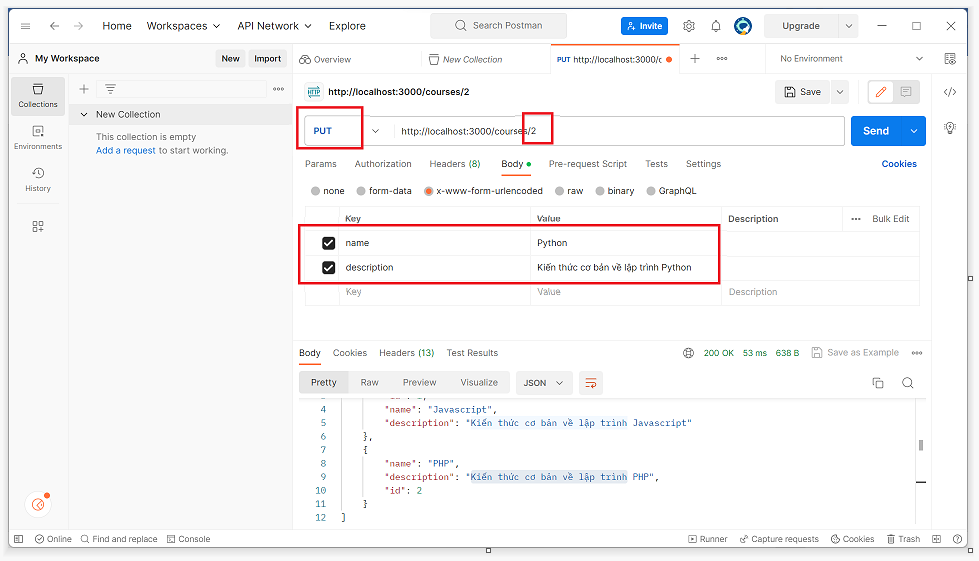 Home Workspaces API Network Explore Search Postman Invite Upgrade
My Workspace New Import Overview New Collection PUT http://localhost:3000/c No Environment
Collections
Environments
History
New Collection
This collection is empty
Add a request to start working.
HTTP http://localhost:3000/courses/2 Save
PUT http://localhost:3000/courses/2 Send
Params Authorization Headers (8) Body Pre-request Script Tests Settings Cookies
none form-data x-www-form-urlencoded raw binary GraphQL
Key Value Description Bulk Edit
name Python
description Kiến thức cơ bản về lập trình Python
Key Value Description
Body Cookies Headers (13) Test Results 200 OK 53 ms 638 B Save as Example
Pretty Raw Preview Visualize JSON
4 "name": "Javascript",
5 "description": "Kiến thức cơ bản về lập trình Javascript"
6 },
7 {
8 "name": "PHP",
9 "description": "Kiến thức cơ bản về lập trình PHP",
10 "id": 2
11 }
12 ]
Online Find and replace Console Runner Capture requests Cookies Trash